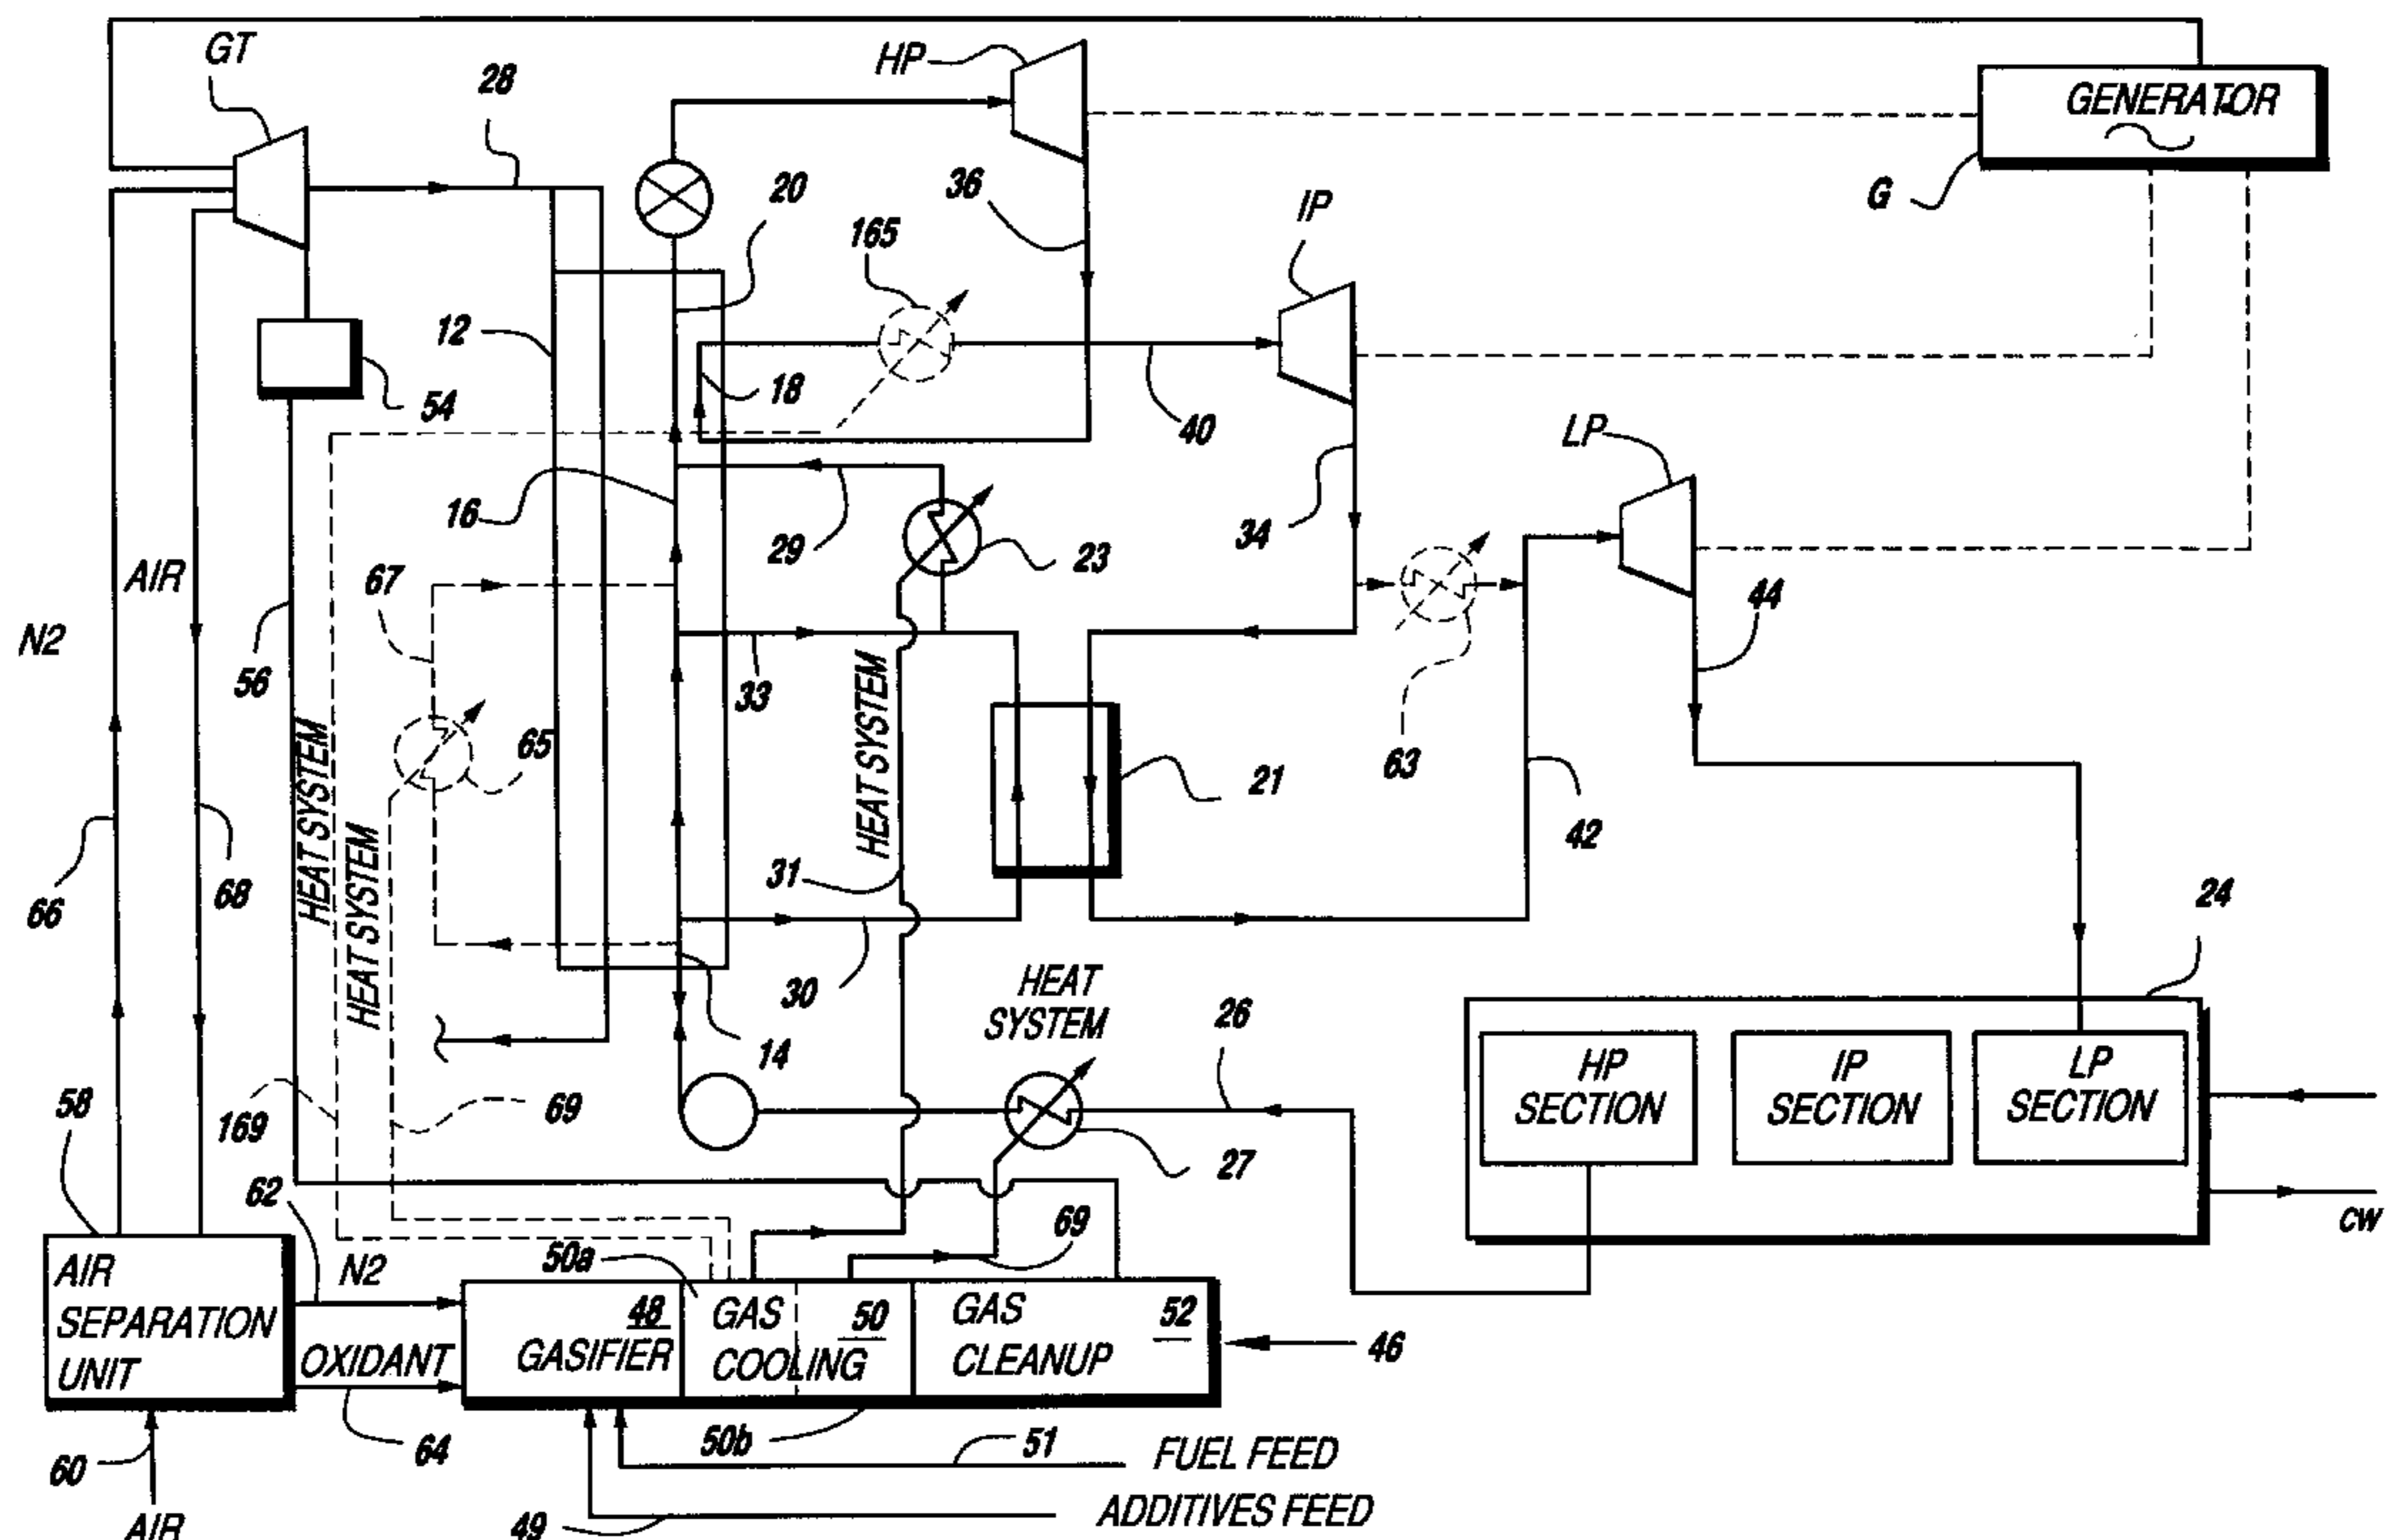 GT
28
HP
GENERATOR
G
20
36
IP
165
12
54
18
40
LP
16
29
23
34
AIR
67
N2
56
33
HEAT SYSTEM
63
44
65
21
42
HEAT SYSTEM
HEAT SYSTEM
31
66
68
24
30
HEAT
SYSTEM
26
14
HP
SECTION
IP
SECTION
LP
SECTION
58
169
69
27
CW
62
69
50a
AIR
SEPARATION
UNIT
N2
OXIDANT
48
GASIFIER
GAS
COOLING
50
GAS
CLEANUP
52
46
60
64
50b
51
FUEL FEED
AIR
49
ADDITIVES FEED